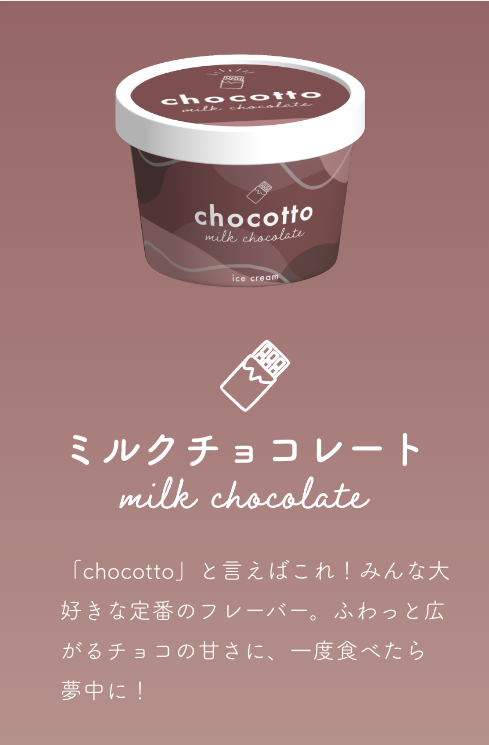 chocotto
milk chocolate
chocotto
milk chocolate
ice cream
ミルクチョコレート
milk chocolate
「chocotto」と言えばこれ！みんな大
好きな定番のフレーバー。ふわっと広
がるチョコの甘さに、一度食べたら
夢中に！